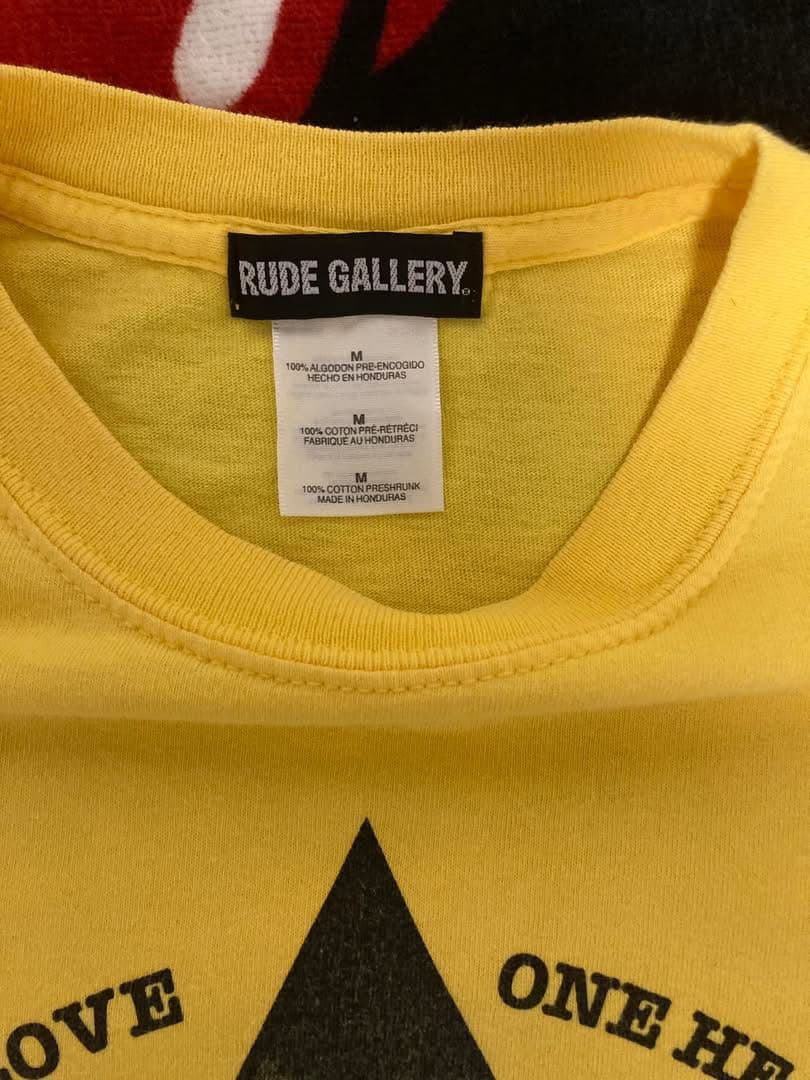 RUDE GALLERY
M
100% ALGODON PRE-ENCOGIDO
HECHO EN HONDURAS
M
100% COTON PRÉ-RÉTRÉCI
FABRIQUE AU HONDURAS
M
100% COTTON PRESHRUNK
MADE IN HONDURAS
OVE
ONE HE